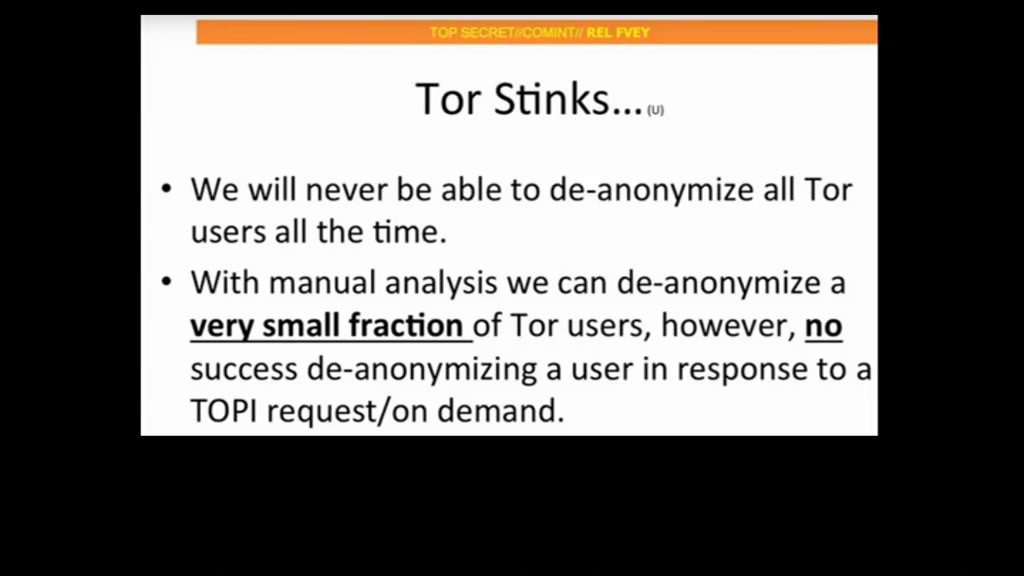 TOP SECRET//COMINT// REL FVEY
Tor Stinks... (U)
• We will never be able to de-anonymize all Tor
users all the time.
• With manual analysis we can de-anonymize a
very small fraction of Tor users, however, no
success de-anonymizing a user in response to a
TOPI request/on demand.